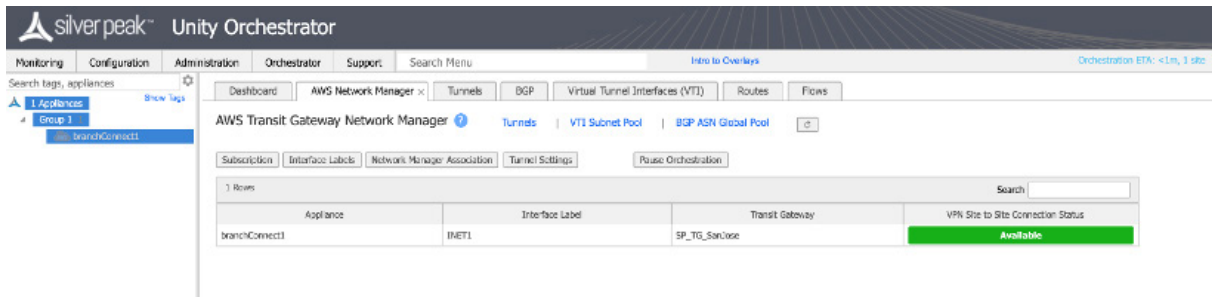 silver peak™ Unity Orchestrator
Monitoring Configuration Administration Orchestrator Support Search Menu Intro to Overlays Orchestration ETA: <1m, 1 site
Search tags, appliances
Show Tags
1 Appliances
Group 1 1
branchConnect1
Dashboard AWS Network Manager × Tunnels BGP Virtual Tunnel Interfaces (VTI) Routes Flows
AWS Transit Gateway Network Manager ? Tunnels | VTI Subnet Pool | BGP ASN Global Pool
Subscription Interface Labels Network Manager Association Tunnel Settings Pause Orchestration
1 Rows Search
Appliance Interface Label Transit Gateway VPN Site to Site Connection Status
branchConnect1 INET1 SP_TG_SanJose Available